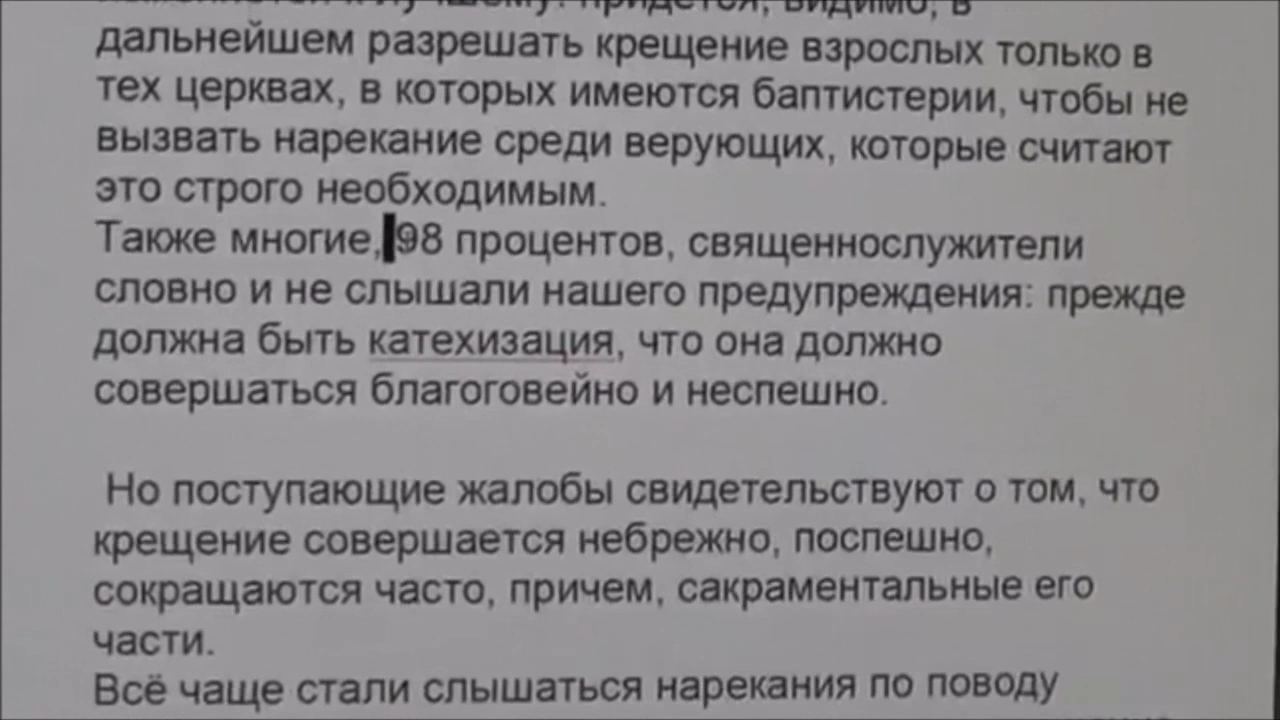 лучшему: придётся, видимо, в
дальнейшем разрешать крещение взрослых только в
тех церквах, в которых имеются баптистерии, чтобы не
вызвать нарекание среди верующих, которые считают
это строго необходимым.
Также многие, 98 процентов, священнослужители
словно и не слышали нашего предупреждения: прежде
должна быть катехизация, что она должно
совершаться благоговейно и неспешно.
Но поступающие жалобы свидетельствуют о том, что
крещение совершается небрежно, поспешно,
сокращаются часто, причем, сакраментальные его
части.
Всё чаще стали слышаться нарекания по поводу